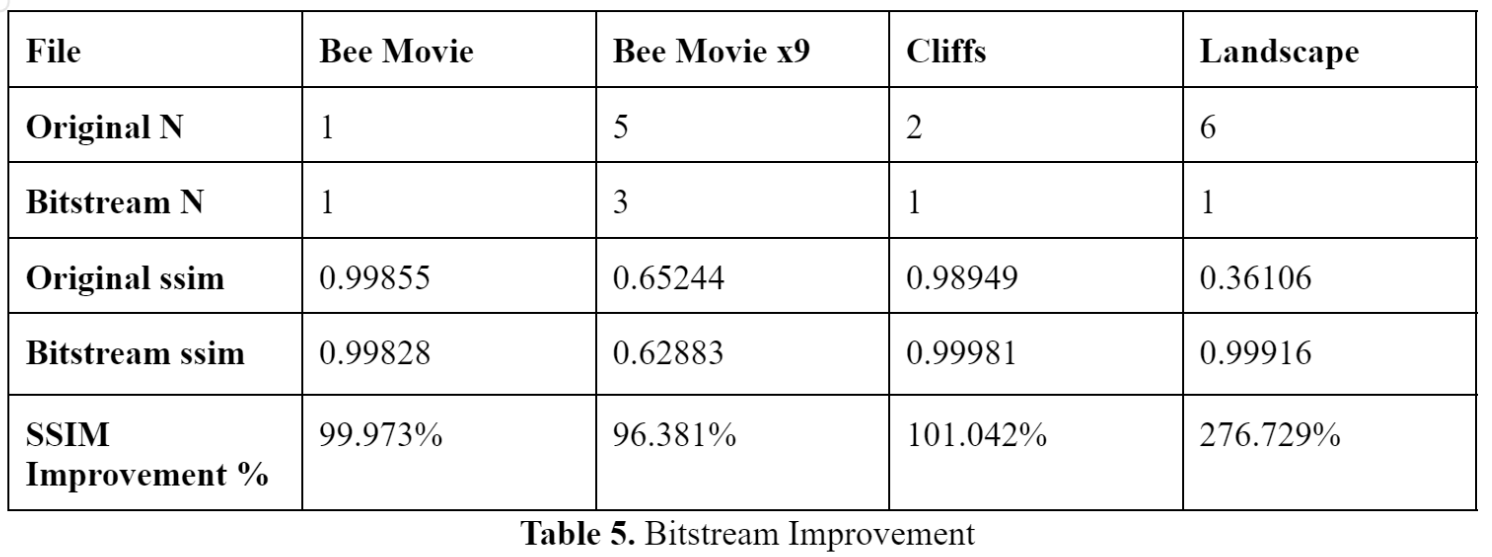 File Bee Movie Bee Movie x9 Cliffs Landscape
Original N 1 5 2 6
Bitstream N 1 3 1 1
Original ssim 0.99855 0.65244 0.98949 0.36106
Bitstream ssim 0.99828 0.62883 0.99981 0.99916
SSIM 99.973% 96.381% 101.042% 276.729%
Improvement %
Table 5. Bitstream Improvement